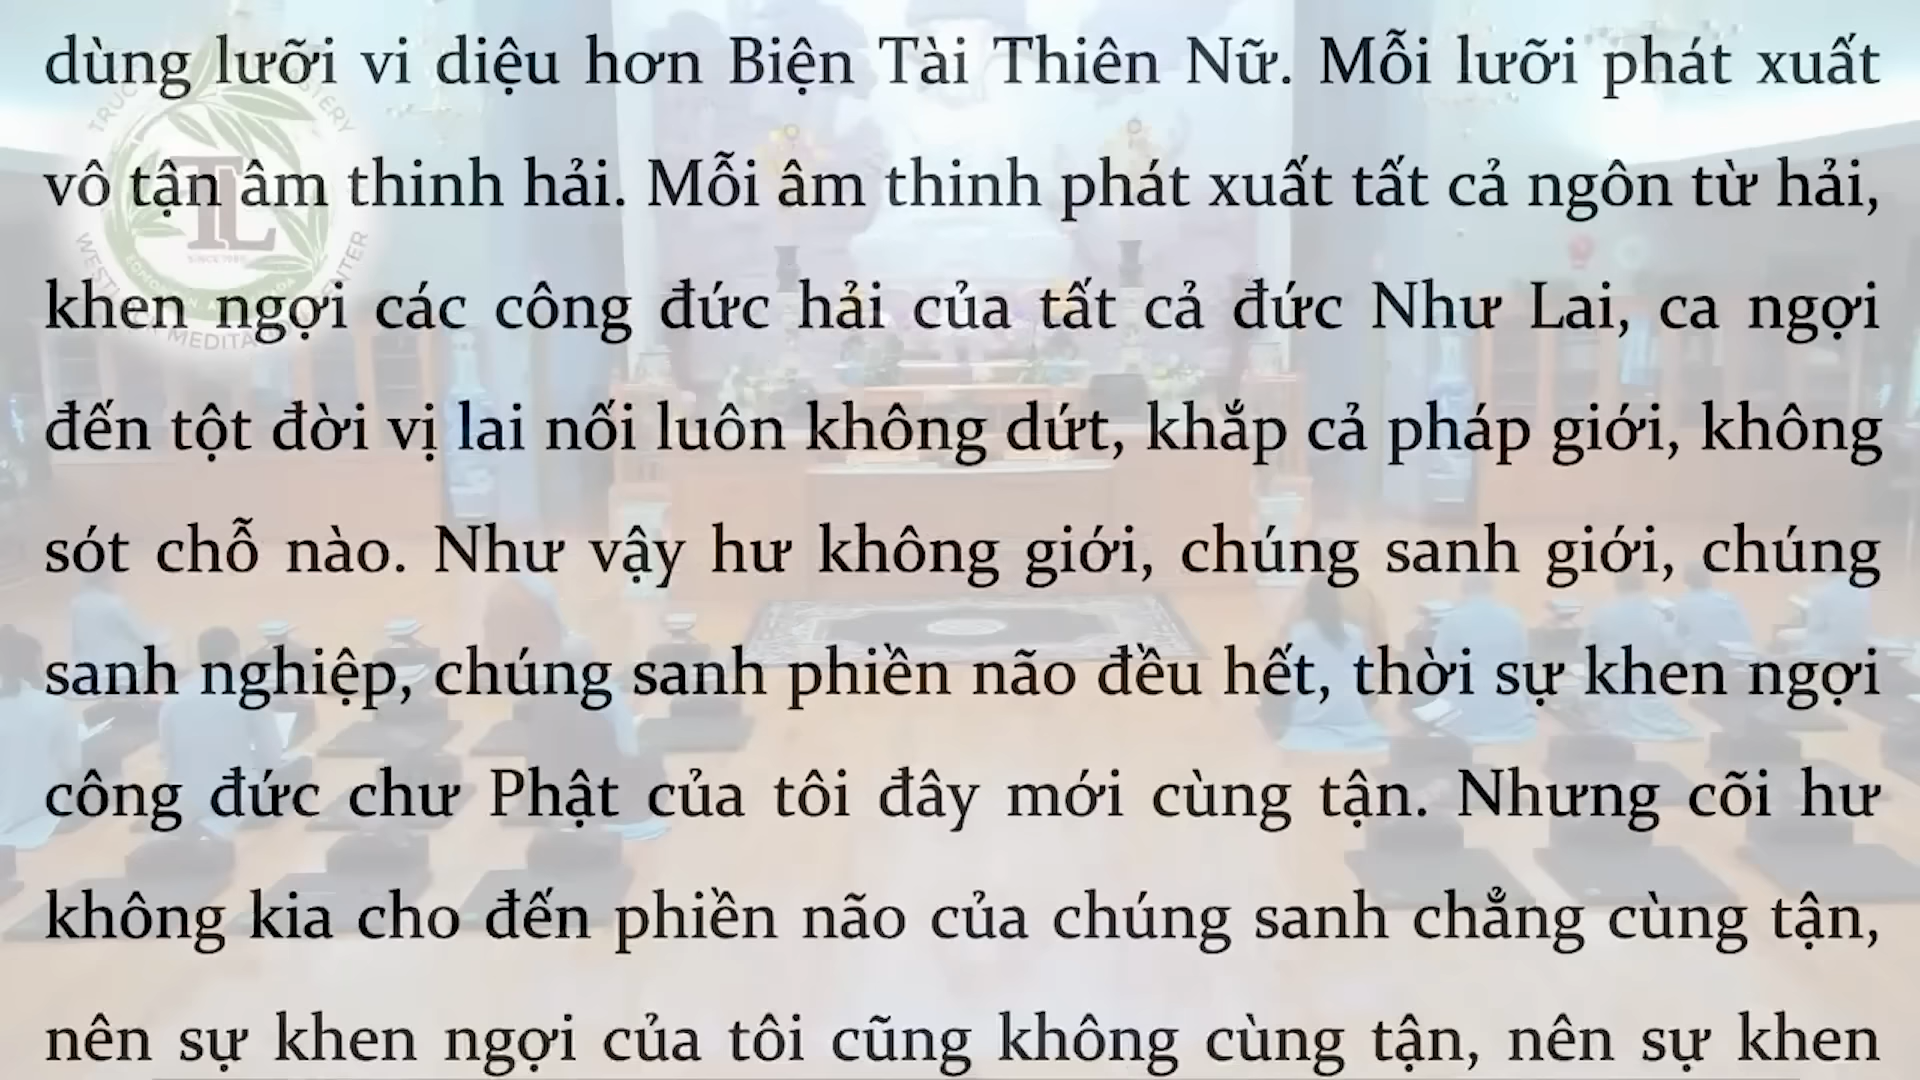 dùng lưỡi vi diệu hơn Biện Tài Thiên Nữ. Mỗi lưỡi phát xuất
vô tận âm thinh hải. Mỗi âm thinh phát xuất tất cả ngôn từ hải,
khen ngợi các công đức hải của tất cả đức Như Lai, ca ngợi
đến tột đời vị lai nối luôn không dứt, khắp cả pháp giới, không
sót chỗ nào. Như vậy hư không giới, chúng sanh giới, chúng
sanh nghiệp, chúng sanh phiền não đều hết, thời sự khen ngợi
công đức chư Phật của tôi đây mới cùng tận. Nhưng cõi hư
không kia cho đến phiền não của chúng sanh chẳng cùng tận,
nên sự khen ngợi của tôi cũng không cùng tận, nên sự khen
TL